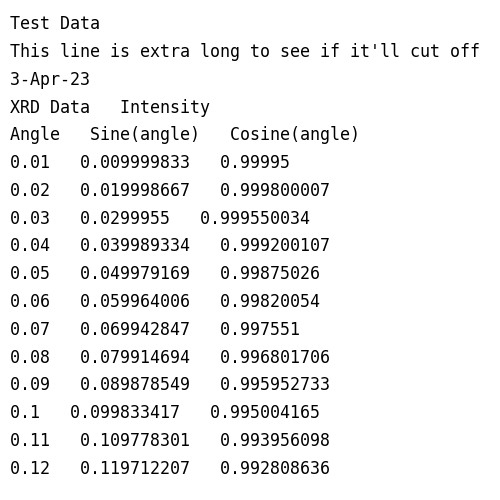 Test Data
This line is extra long to see if it'll cut off
3-Apr-23
XRD Data   Intensity
Angle   Sine(angle)   Cosine(angle)
0.01   0.009999833   0.99995
0.02   0.019998667   0.999800007
0.03   0.0299955   0.999550034
0.04   0.039989334   0.999200107
0.05   0.049979169   0.99875026
0.06   0.059964006   0.99820054
0.07   0.069942847   0.997551
0.08   0.079914694   0.996801706
0.09   0.089878549   0.995952733
0.1   0.099833417   0.995004165
0.11   0.109778301   0.993956098
0.12   0.119712207   0.992808636